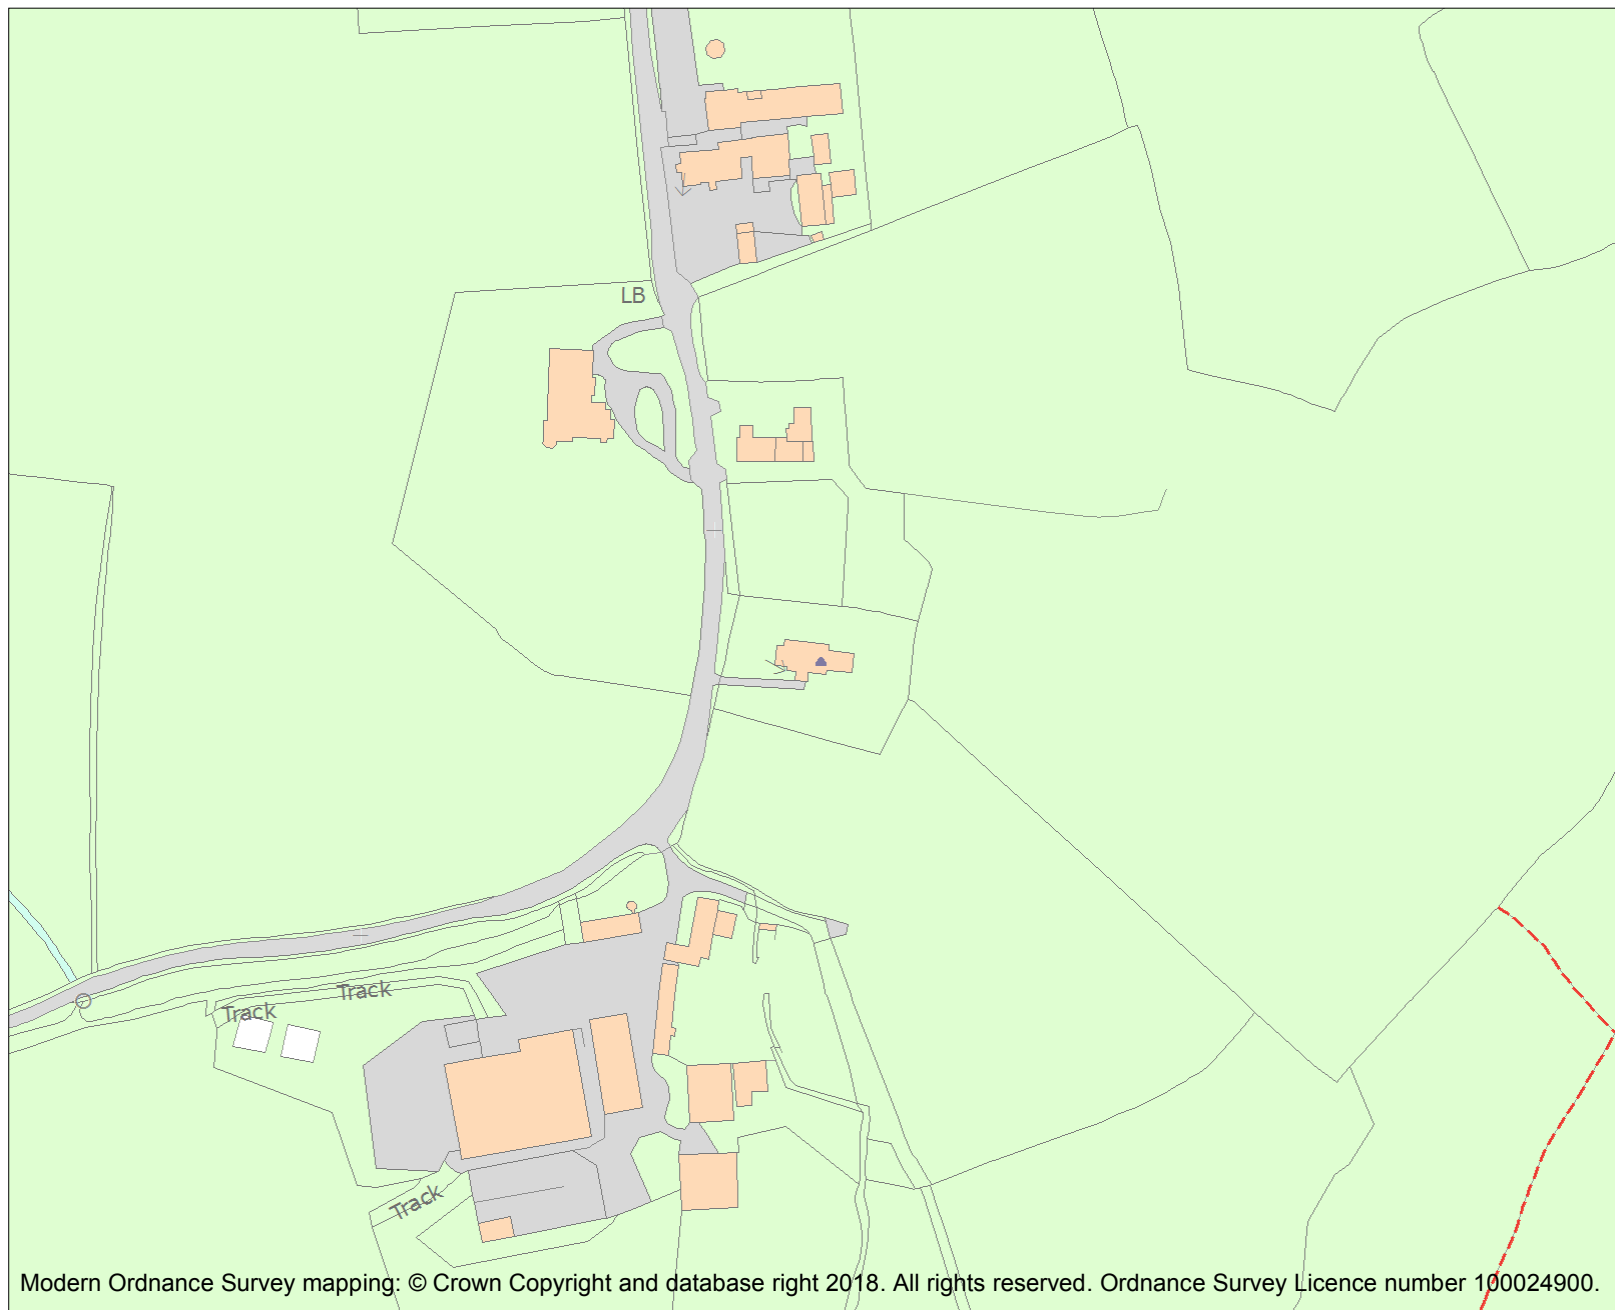 LB
Track
Track
Track
Modern Ordnance Survey mapping: © Crown Copyright and database right 2018. All rights reserved. Ordnance Survey Licence number 100024900.